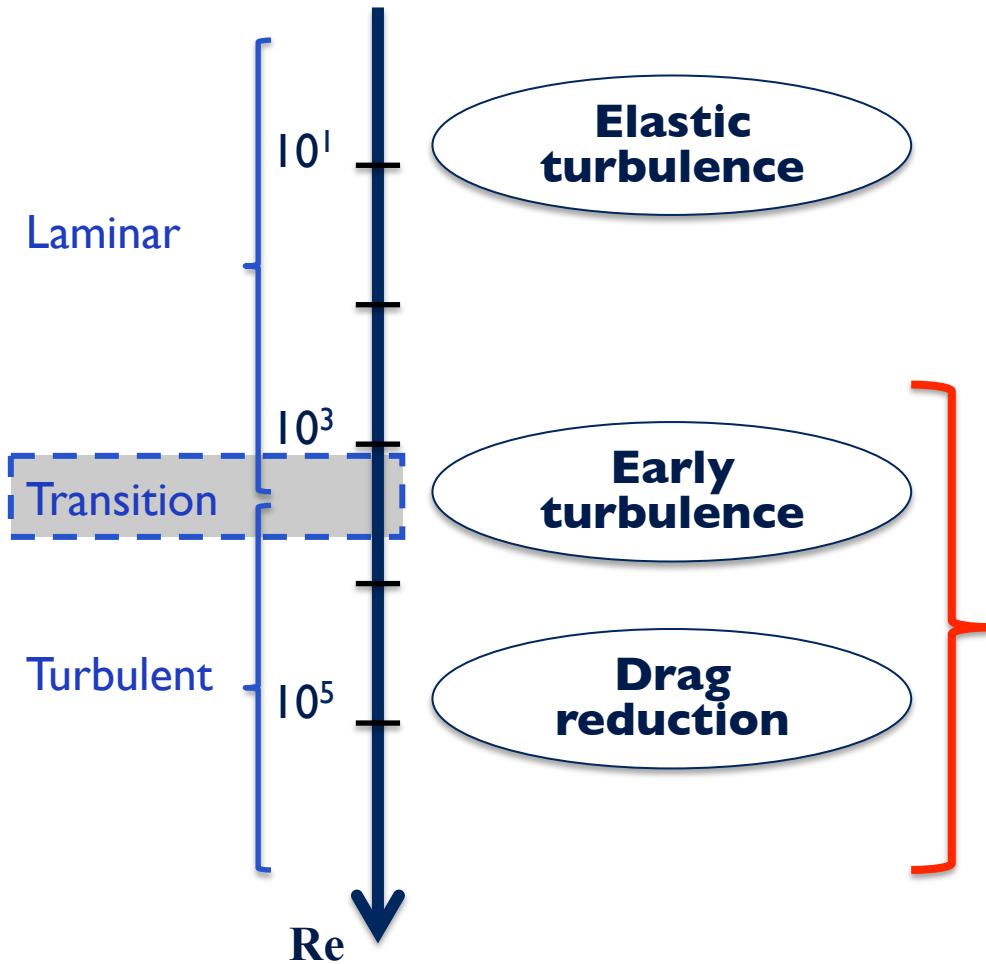 Elastic
turbulence
10¹
Laminar
10³
Early
turbulence
Transition
Drag
reduction
Turbulent
10⁵
Re